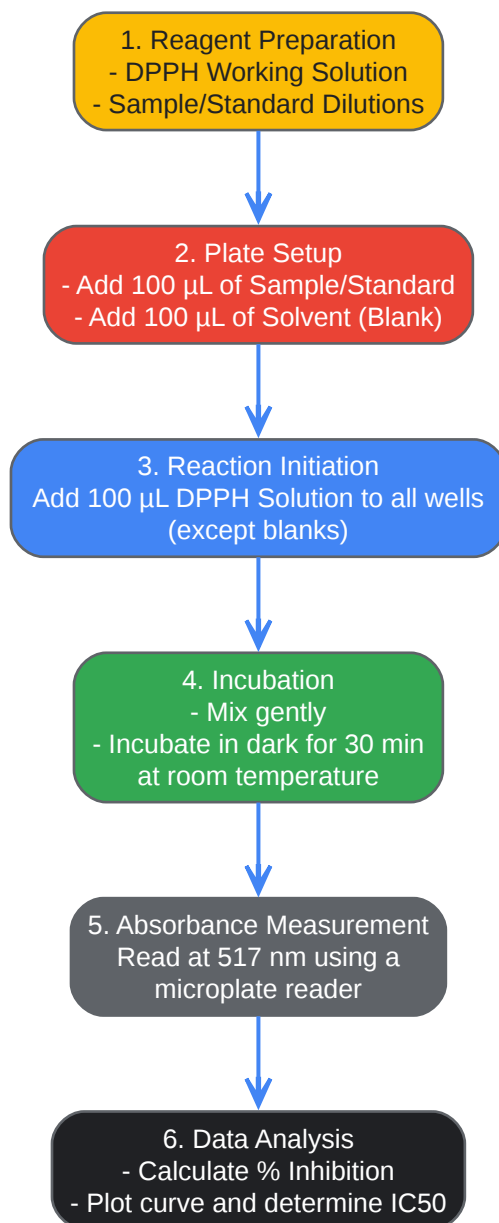 1. Reagent Preparation
- DPPH Working Solution
- Sample/Standard Dilutions
2. Plate Setup
- Add 100 µL of Sample/Standard
- Add 100 µL of Solvent (Blank)
3. Reaction Initiation
Add 100 µL DPPH Solution to all wells
(except blanks)
4. Incubation
- Mix gently
- Incubate in dark for 30 min
at room temperature
5. Absorbance Measurement
Read at 517 nm using a
microplate reader
6. Data Analysis
- Calculate % Inhibition
- Plot curve and determine IC50